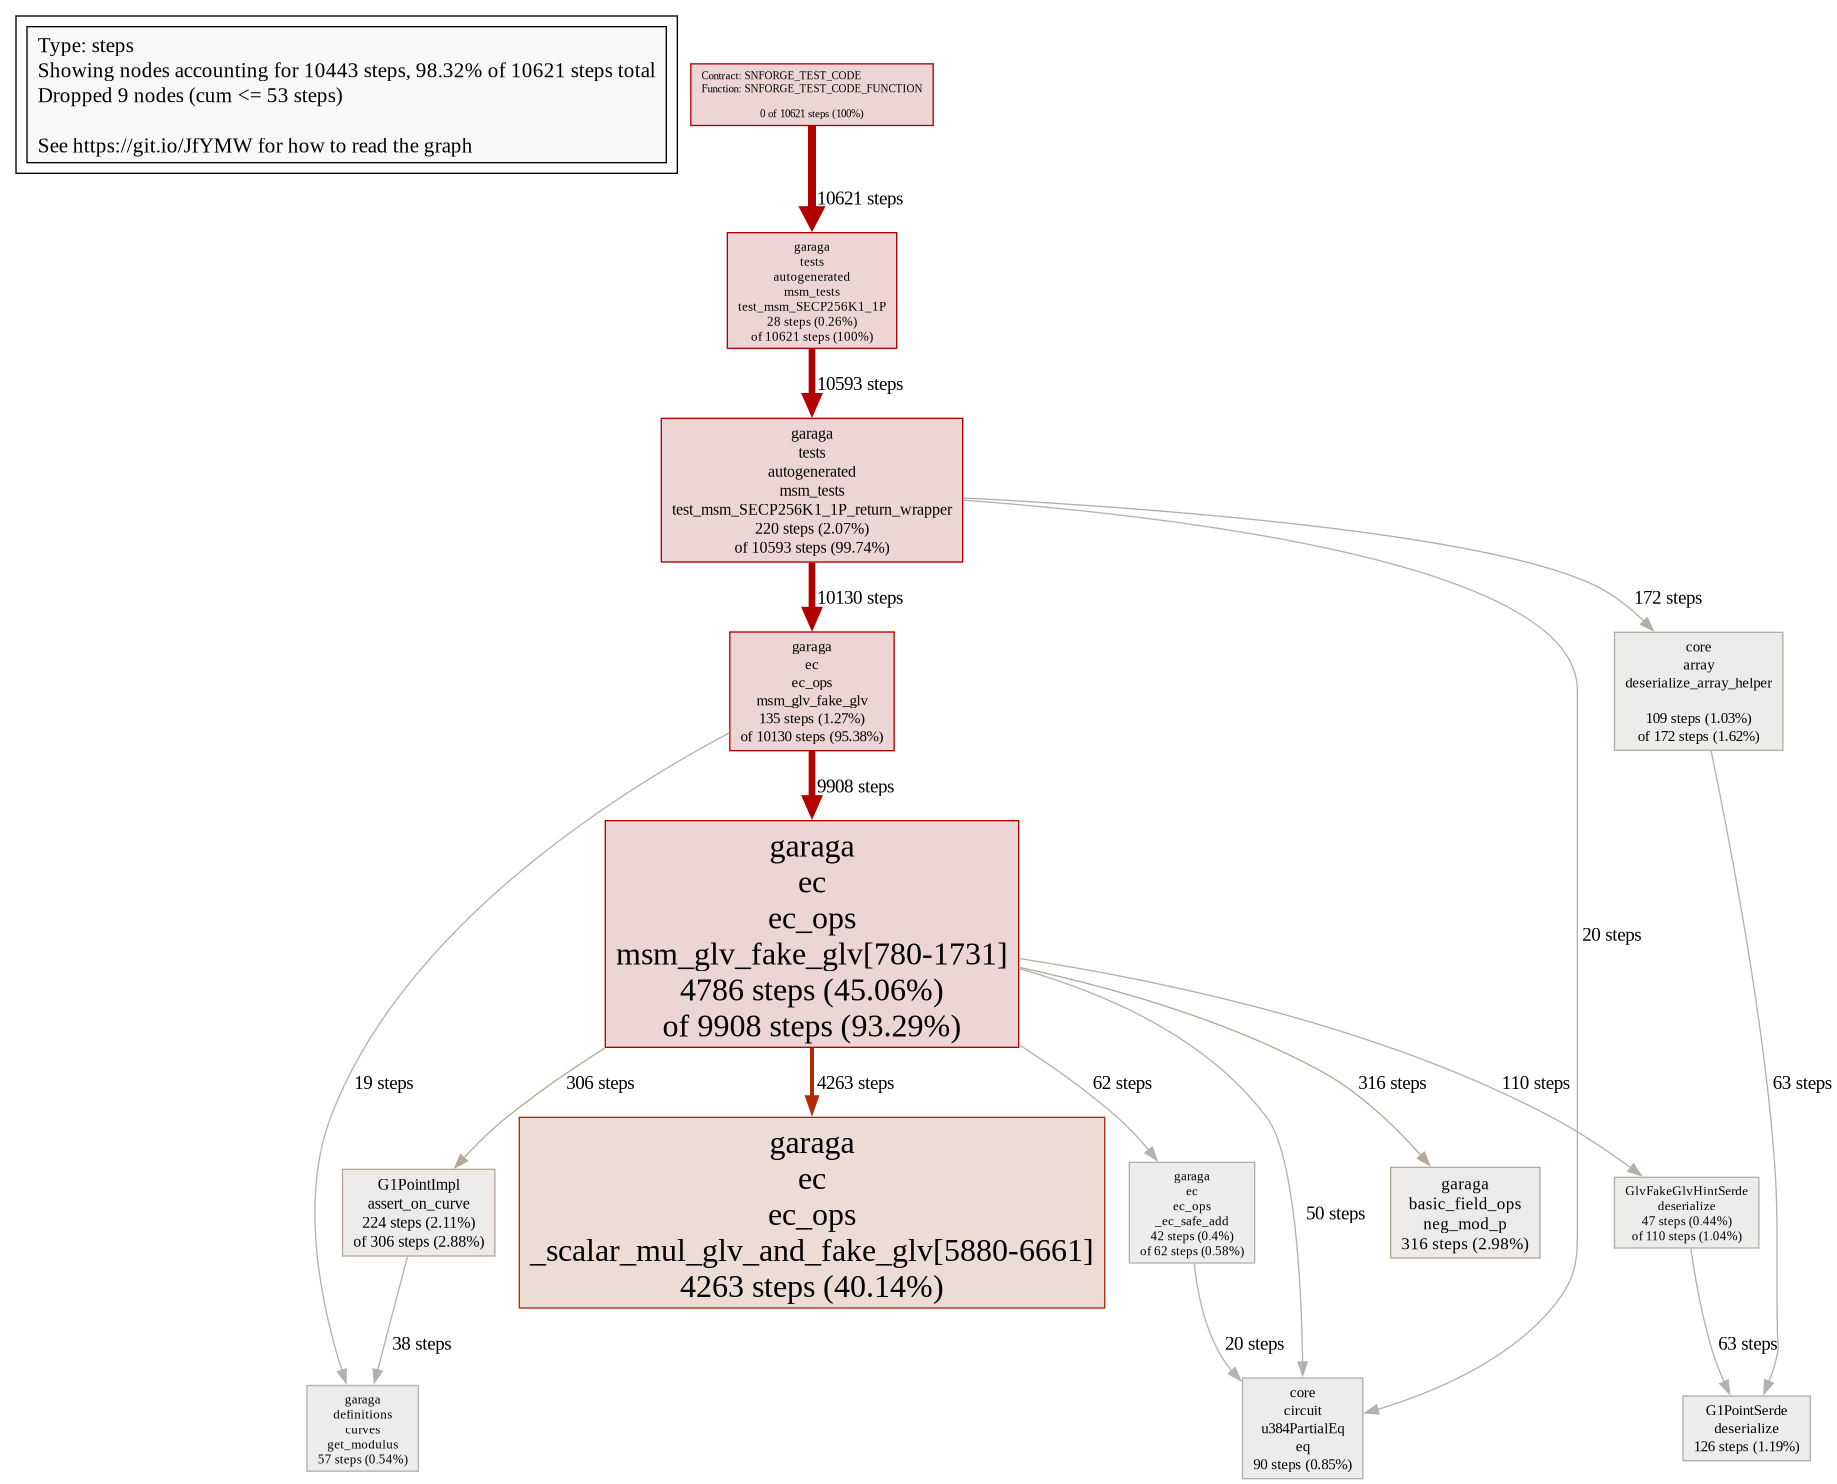 Type: steps
Showing nodes accounting for 10443 steps, 98.32% of 10621 steps total
Dropped 9 nodes (cum <= 53 steps)
See https://git.io/JfYMW for how to read the graph
Contract: SNFORGE_TEST_CODE
Function: SNFORGE_TEST_CODE_FUNCTION
0 of 10621 steps (100%)
10621 steps
garaga
tests
autogenerated
msm_tests
test_msm_SECP256K1_1P
28 steps (0.26%)
of 10621 steps (100%)
10593 steps
garaga
tests
autogenerated
msm_tests
test_msm_SECP256K1_1P_return_wrapper
220 steps (2.07%)
of 10593 steps (99.74%)
10130 steps
172 steps
garaga
ec
ec_ops
msm_glv_fake_glv
135 steps (1.27%)
of 10130 steps (95.38%)
core
array
deserialize_array_helper
109 steps (1.03%)
of 172 steps (1.62%)
9908 steps
20 steps
garaga
ec
ec_ops
msm_glv_fake_glv[780-1731]
4786 steps (45.06%)
of 9908 steps (93.29%)
19 steps
306 steps
4263 steps
62 steps
316 steps
110 steps
63 steps
G1PointImpl
assert_on_curve
224 steps (2.11%)
of 306 steps (2.88%)
garaga
ec
ec_ops
_scalar_mul_glv_and_fake_glv[5880-6661]
4263 steps (40.14%)
garaga
ec
ec_ops
_ec_safe_add
42 steps (0.4%)
of 62 steps (0.58%)
50 steps
garaga
basic_field_ops
neg_mod_p
316 steps (2.98%)
GlvFakeGlvHintSerde
deserialize
47 steps (0.44%)
of 110 steps (1.04%)
38 steps
20 steps
63 steps
garaga
definitions
curves
get_modulus
57 steps (0.54%)
core
circuit
u384PartialEq
eq
90 steps (0.85%)
G1PointSerde
deserialize
126 steps (1.19%)